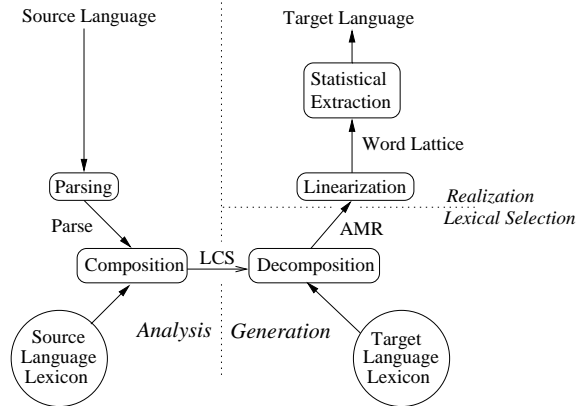 Source Language
Target Language
Statistical
Extraction
Word Lattice
Parsing
Linearization
Realization
Lexical Selection
Parse
AMR
Composition
LCS
Decomposition
Source
Language
Lexicon
Analysis
Generation
Target
Language
Lexicon